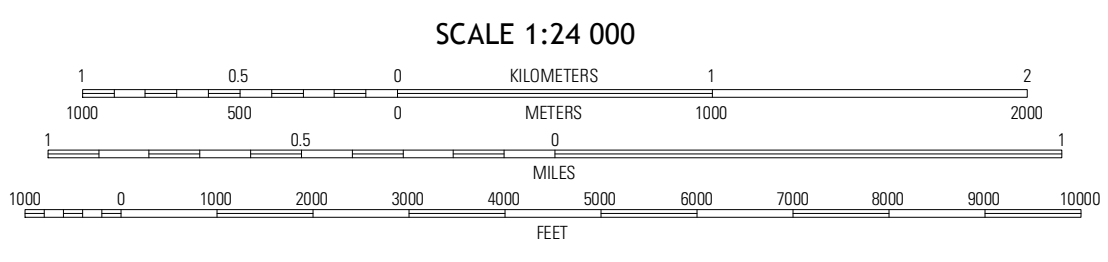 SCALE 1:24 000
1 0.5 0 KILOMETERS 1 2
1000 500 0 METERS 1000 2000
1 0.5 0 1
MILES
1000 0 1000 2000 3000 4000 5000 6000 7000 8000 9000 10000
FEET